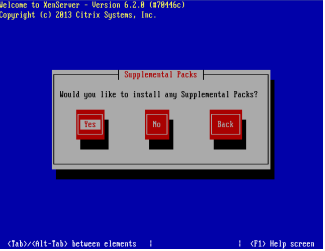 Welcome to XenServer - Version 6.2.0 (#70446c)
Copyright (c) 2013 Citrix Systems, Inc.
Supplemental Packs
Would you like to install any Supplemental Packs?
Yes No Back
<Tab>/<Alt-Tab> between elements | | <F1> Help screen